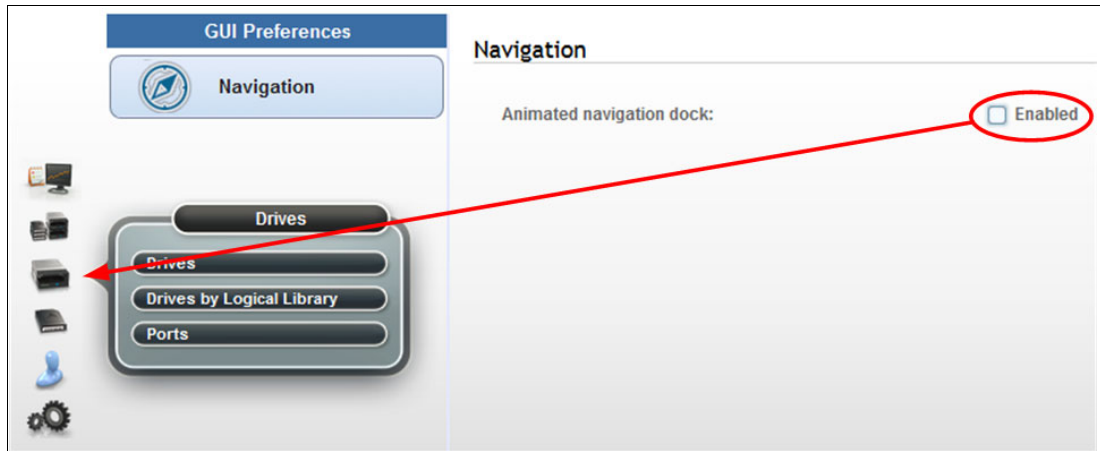 GUI Preferences
Navigation
Navigation
Animated navigation dock:
Enabled
Drives
Drives
Drives by Logical Library
Ports